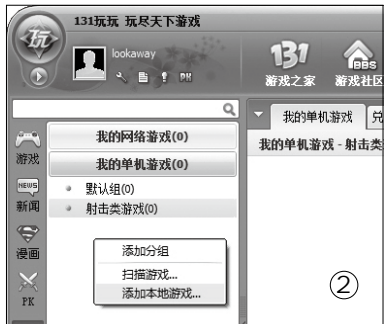 131玩玩 玩尽天下游戏
玩
lookaway
PK
131
游戏之家
BBS
游戏社区
我的网络游戏(0)
我的单机游戏(0)
默认组(0)
射击类游戏(0)
游戏
NEWS
新闻
漫画
PK
我的单机游戏
我的单机游戏 - 射击类
添加分组
扫描游戏...
添加本地游戏...
②